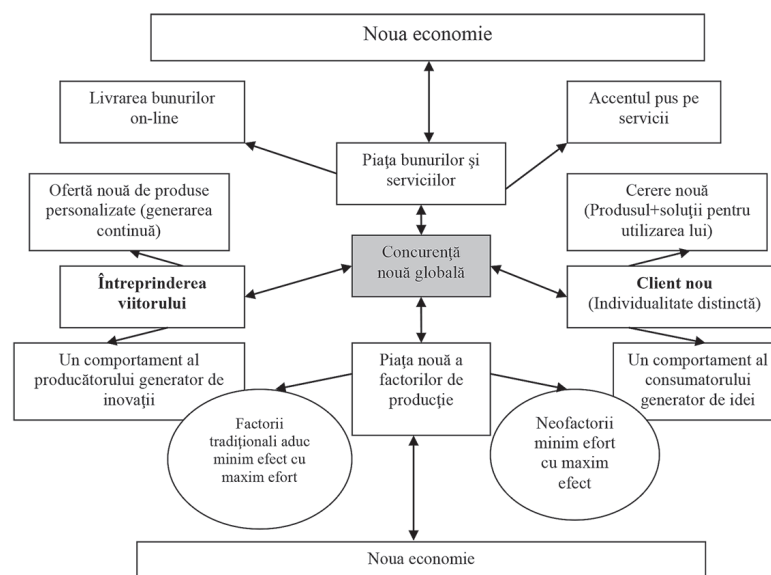 Noua economie
Livrarea bunurilor
on-line
Accentul pus pe
servicii
Piaţa bunurilor şi
serviciilor
Ofertă nouă de produse
personalizate (generarea
continuă)
Cerere nouă
(Produsul+soluţii pentru
utilizarea lui)
Concurenţă
nouă globală
Întreprinderea
viitorului
Client nou
(Individualitate distinctă)
Un comportament al
producătorului generator de
inovaţii
Piaţa nouă a
factorilor de
producţie
Un comportament al
consumatorului
generator de idei
Factorii
tradiţionali aduc
minim efect cu
maxim efort
Neofactorii
minim efort
cu maxim
efect
Noua economie